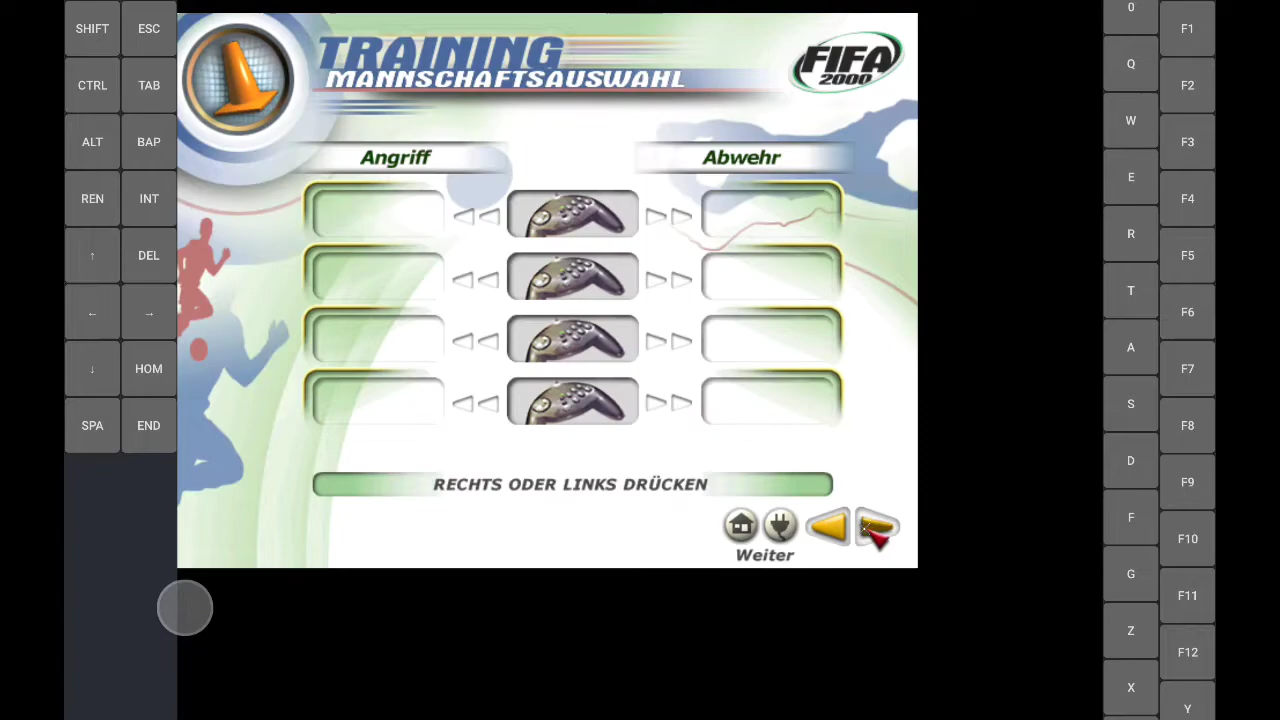 SHIFT ESC
CTRL TAB
ALT BAP
REN INT
↑ DEL
← →
↓ HOM
SPA END
TRAINING
MANNSCHAFTSAUSWAHL
FIFA
2000
Angriff Abwehr
RECHTS ODER LINKS DRÜCKEN
Weiter
0
Q
W
E
R
T
A
S
D
F
G
Z
X
F1
F2
F3
F4
F5
F6
F7
F8
F9
F10
F11
F12
Y